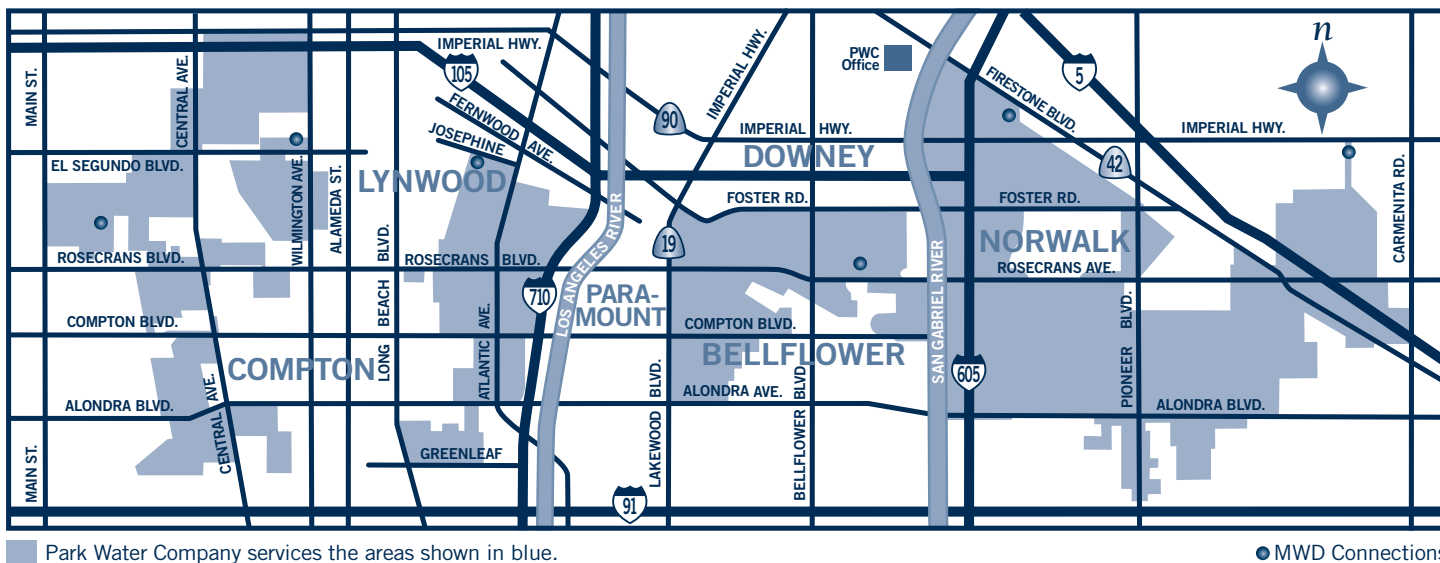 IMPERIAL HWY.
105
FERNWOOD AVE.
JOSEPHINE
MAIN ST.
CENTRAL AVE.
EL SEGUNDO BLVD.
WILMINGTON AVE.
ALAMEDA ST.
LYNWOOD
ROSECRANS BLVD.
LONG BEACH BLVD.
ROSECRANS BLVD.
COMPTON BLVD.
COMPTON
ATLANTIC AVE.
710
LOS ANGELES RIVER
ALONDRA BLVD.
CENTRAL AVE.
MAIN ST.
GREENLEAF
91
IMPERIAL HWY.
90
PWC
Office
IMPERIAL HWY.
DOWNEY
FOSTER RD.
19
PARA-
MOUNT
COMPTON BLVD.
BELLFLOWER
LAKEWOOD BLVD.
ALONDRA AVE.
BELLFLOWER BLVD.
SAN GABRIEL RIVER
605
FIRESTONE BLVD.
5
n
IMPERIAL HWY.
42
FOSTER RD.
NORWALK
ROSECRANS AVE.
CARMENITA RD.
PIONEER BLVD.
ALONDRA BLVD.
Park Water Company services the areas shown in blue.
MWD Connections